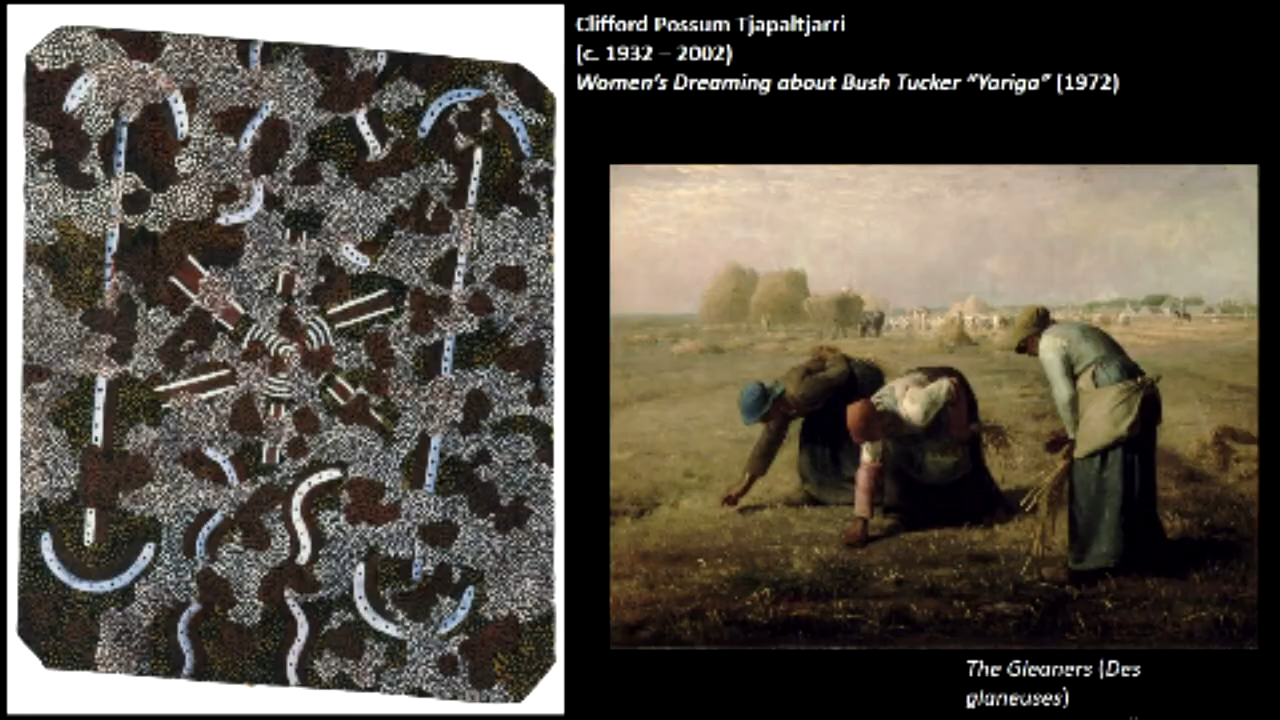 Clifford Possum Tjapaltjarri
(c. 1932 – 2002)
Women's Dreaming about Bush Tucker "Yariga" (1972)
The Gleaners (Des
glaneuses)